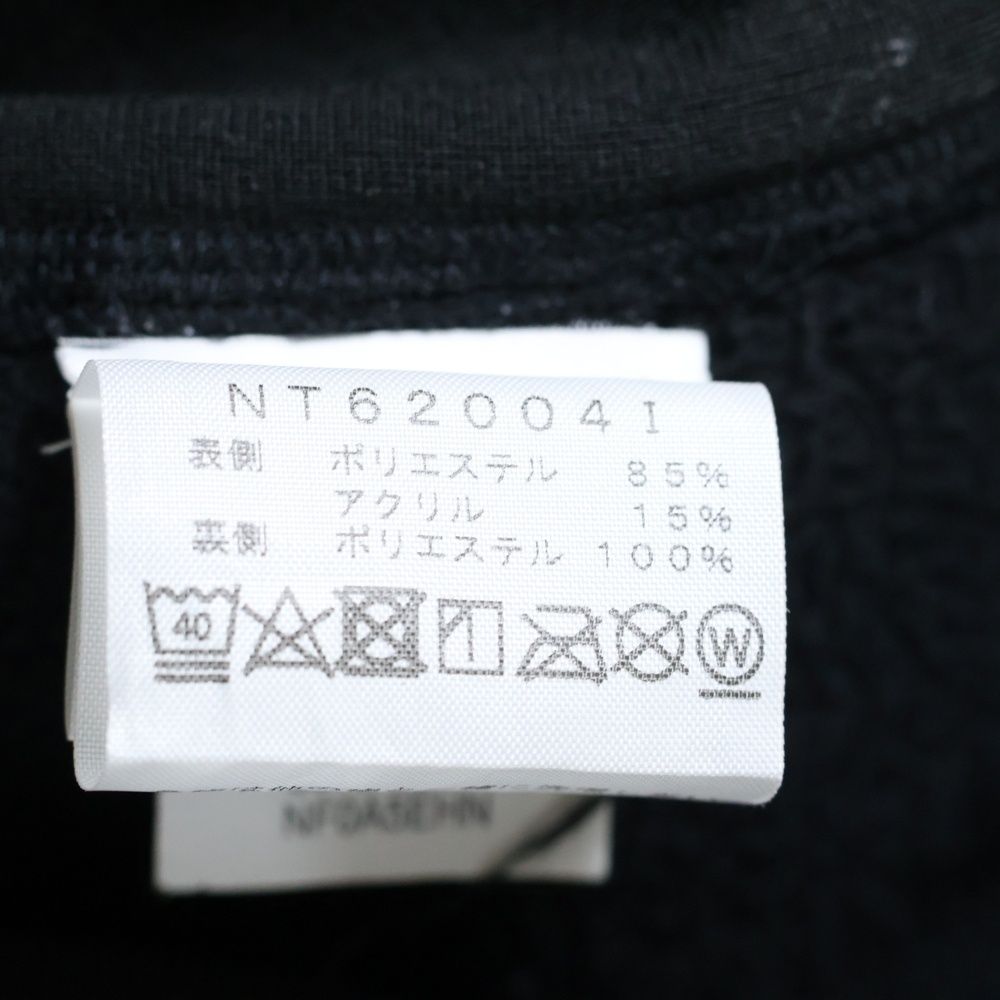 NT62004I
表側 ポリエステル 85%
アクリル 15%
裏側 ポリエステル 100%
40
W
NF0A5EHN